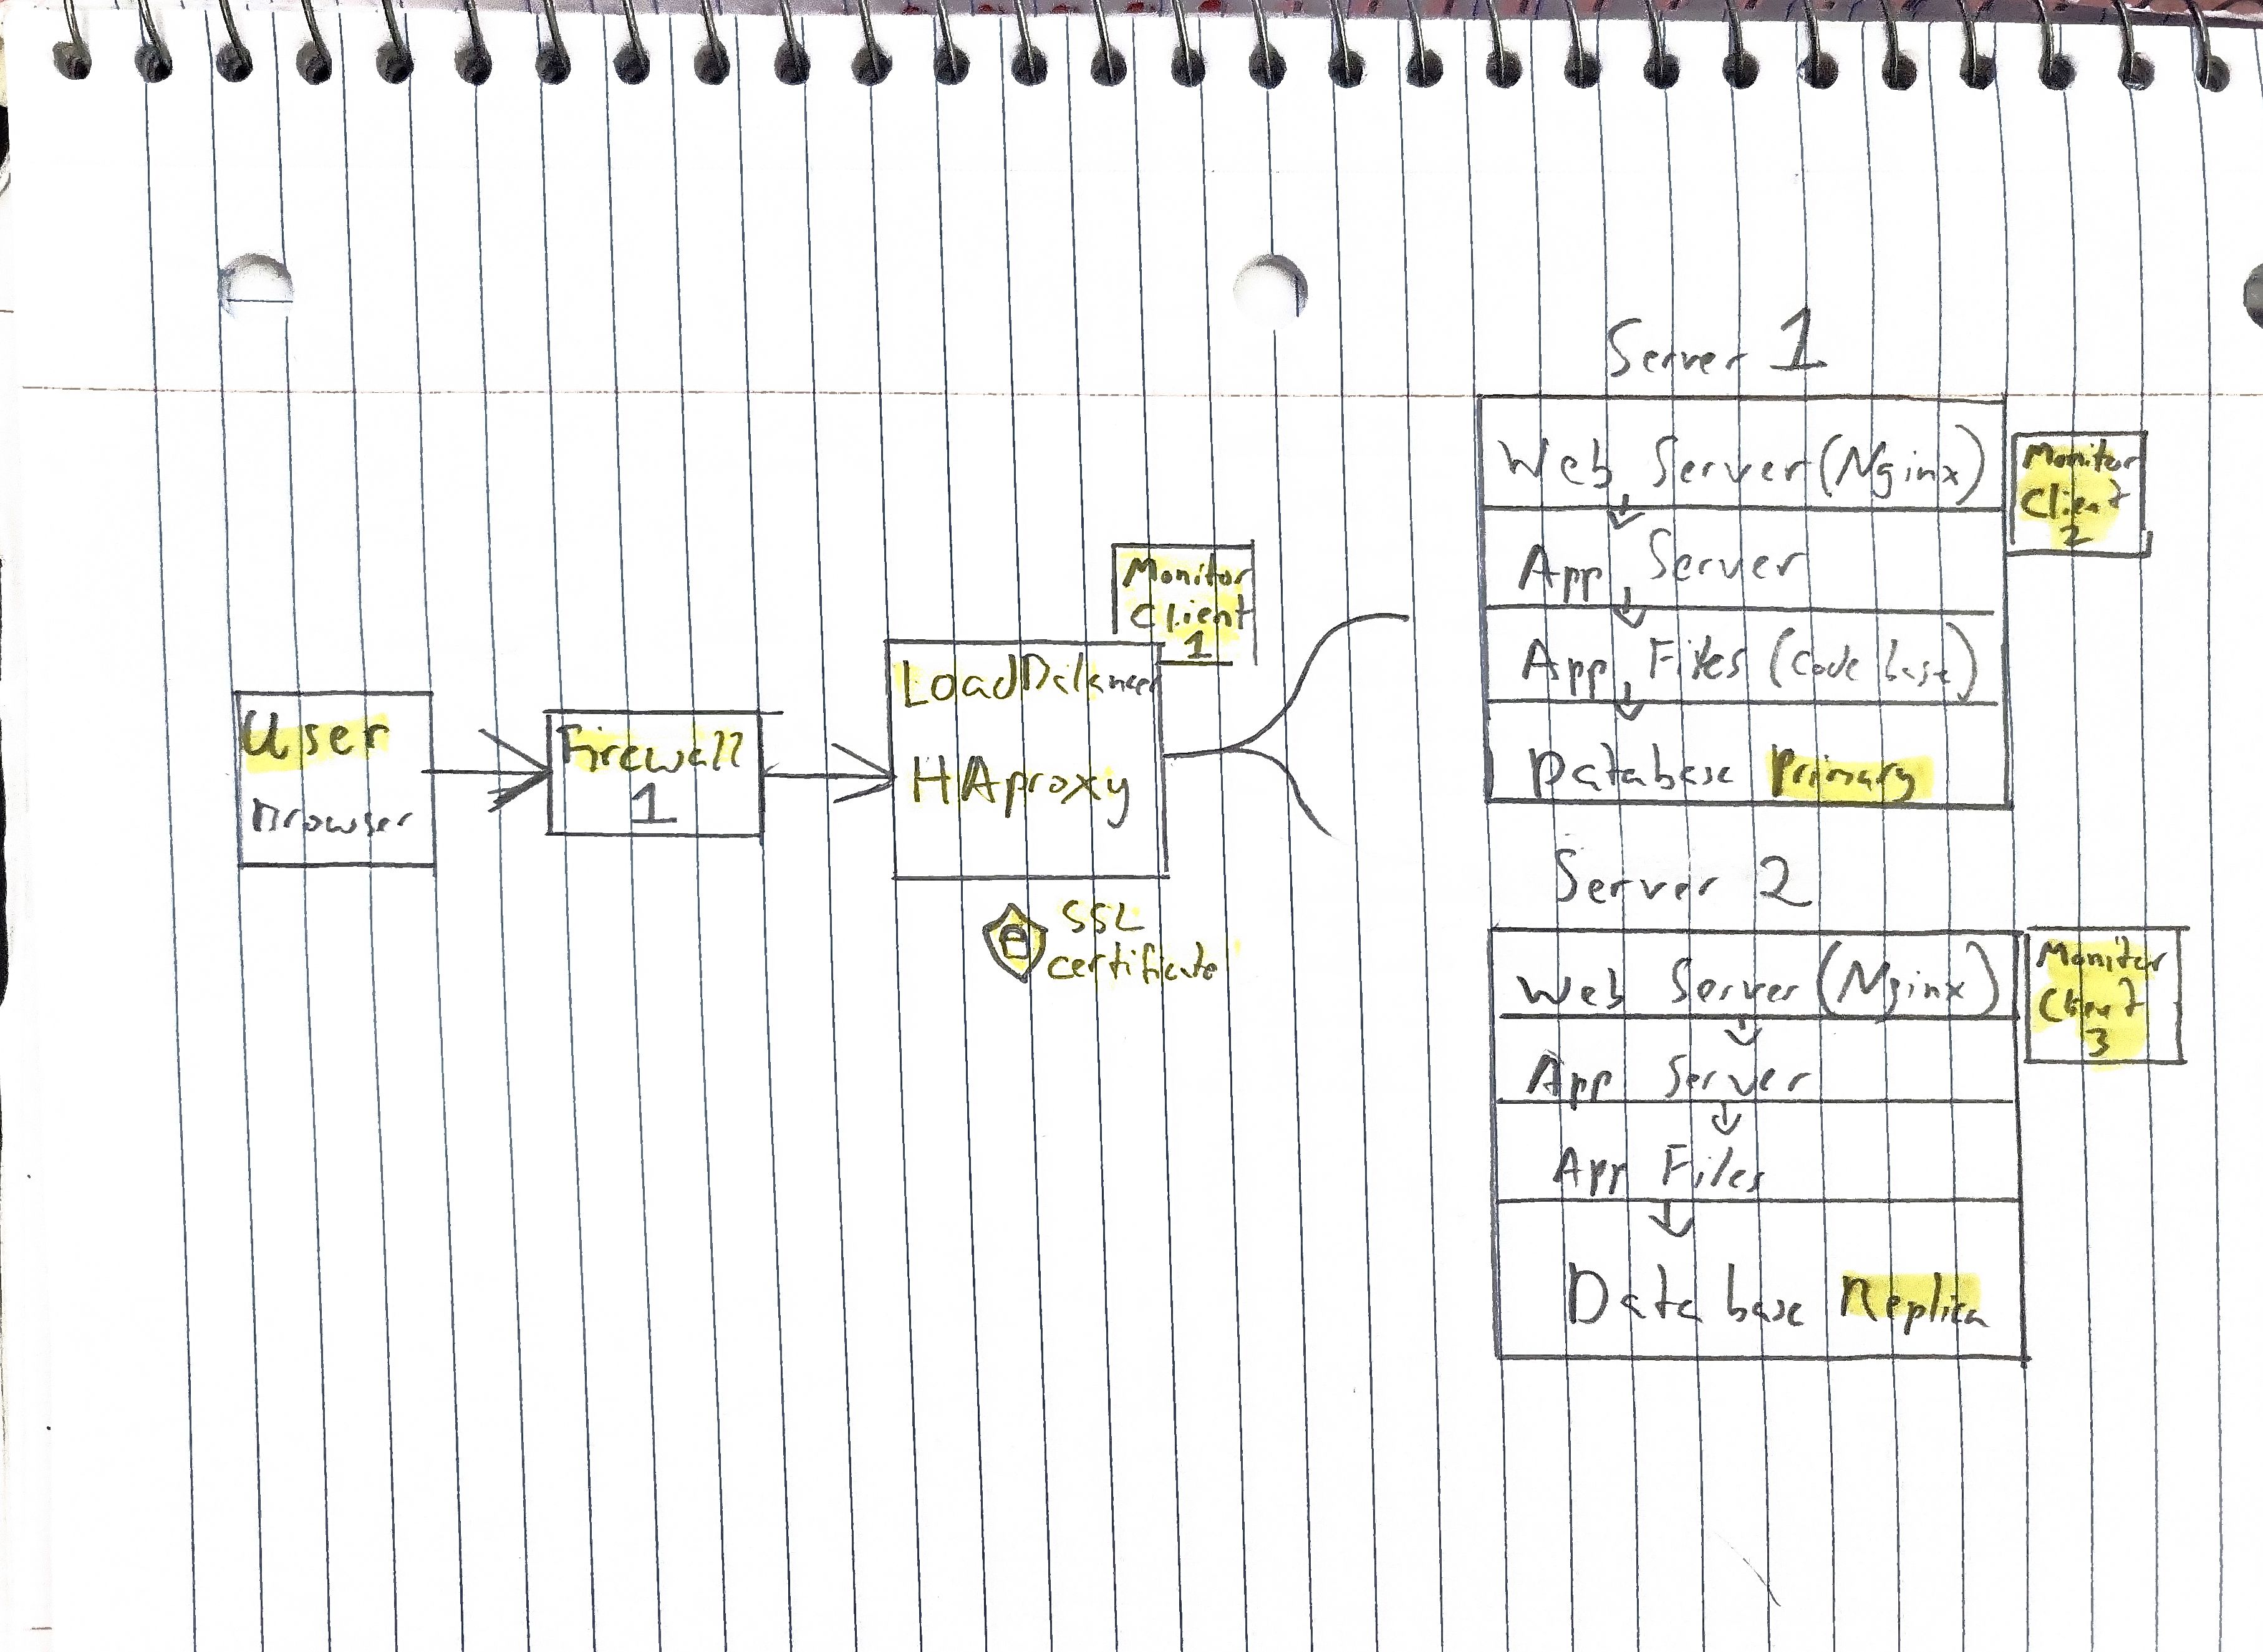 User
Browser
Firewall
1
Monitor
Client
1
LoadBalancer
HAproxy
SSL
certificate
Server 1
Web Server (Nginx)
App Server
App Files (Code base)
Database Primary
Monitor
Client
2
Server 2
Web Server (Nginx)
App Server
App Files
Data base Replica
Monitor
Client
3